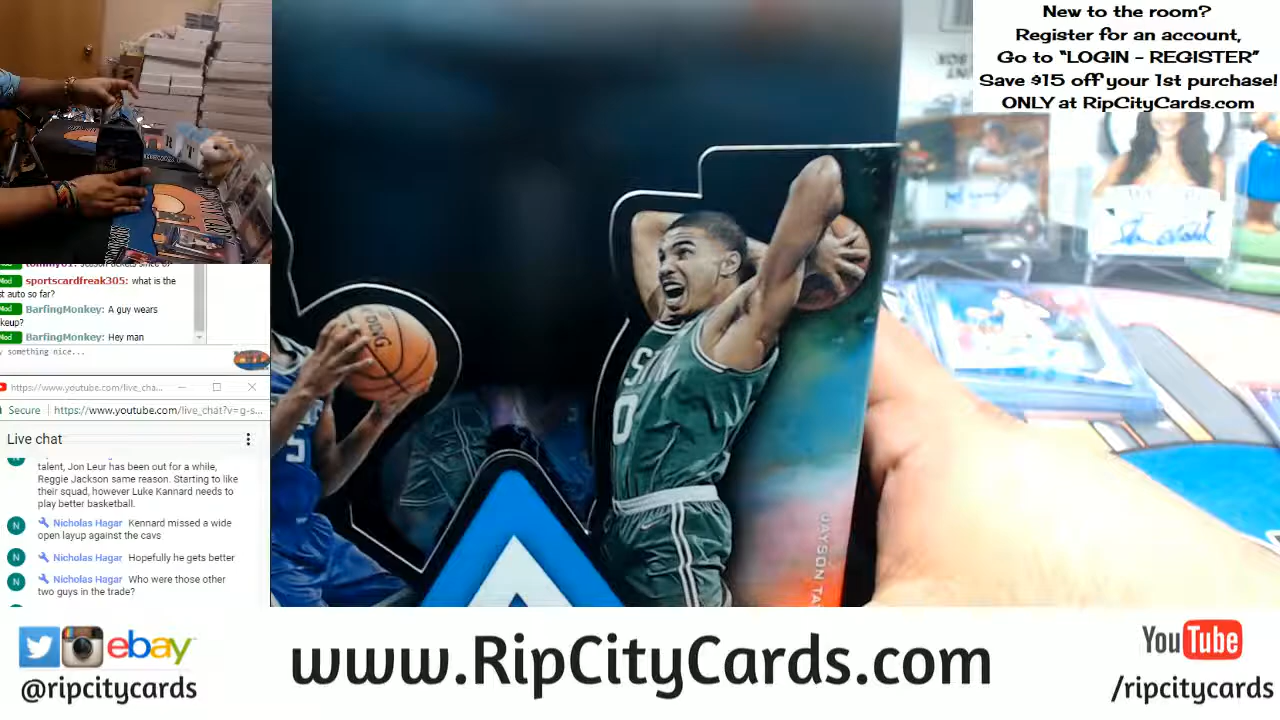 New to the room?
Register for an account,
Go to “LOGIN - REGISTER”
Save $15 off your 1st purchase!
ONLY at RipCityCards.com
sportscardfreak305: what is the
st auto so far?
Mod
BarfingMonkey: A guy wears
keup?
Mod
BarfingMonkey: Hey man
y something nice...
https://www.youtube.com/live_cha...
Secure
https://www.youtube.com/live_chat?v=g-s...
Live chat
talent, Jon Leur has been out for a while,
Reggie Jackson same reason. Starting to like
their squad, however Luke Kannard needs to
play better basketball.
N
Nicholas Hagar Kennard missed a wide
open layup against the cavs
N
Nicholas Hagar Hopefully he gets better
N
Nicholas Hagar Who were those other
two guys in the trade?
JAYSON TA
ebay
@ripcitycards
www.RipCityCards.com
YouTube
/ripcitycards